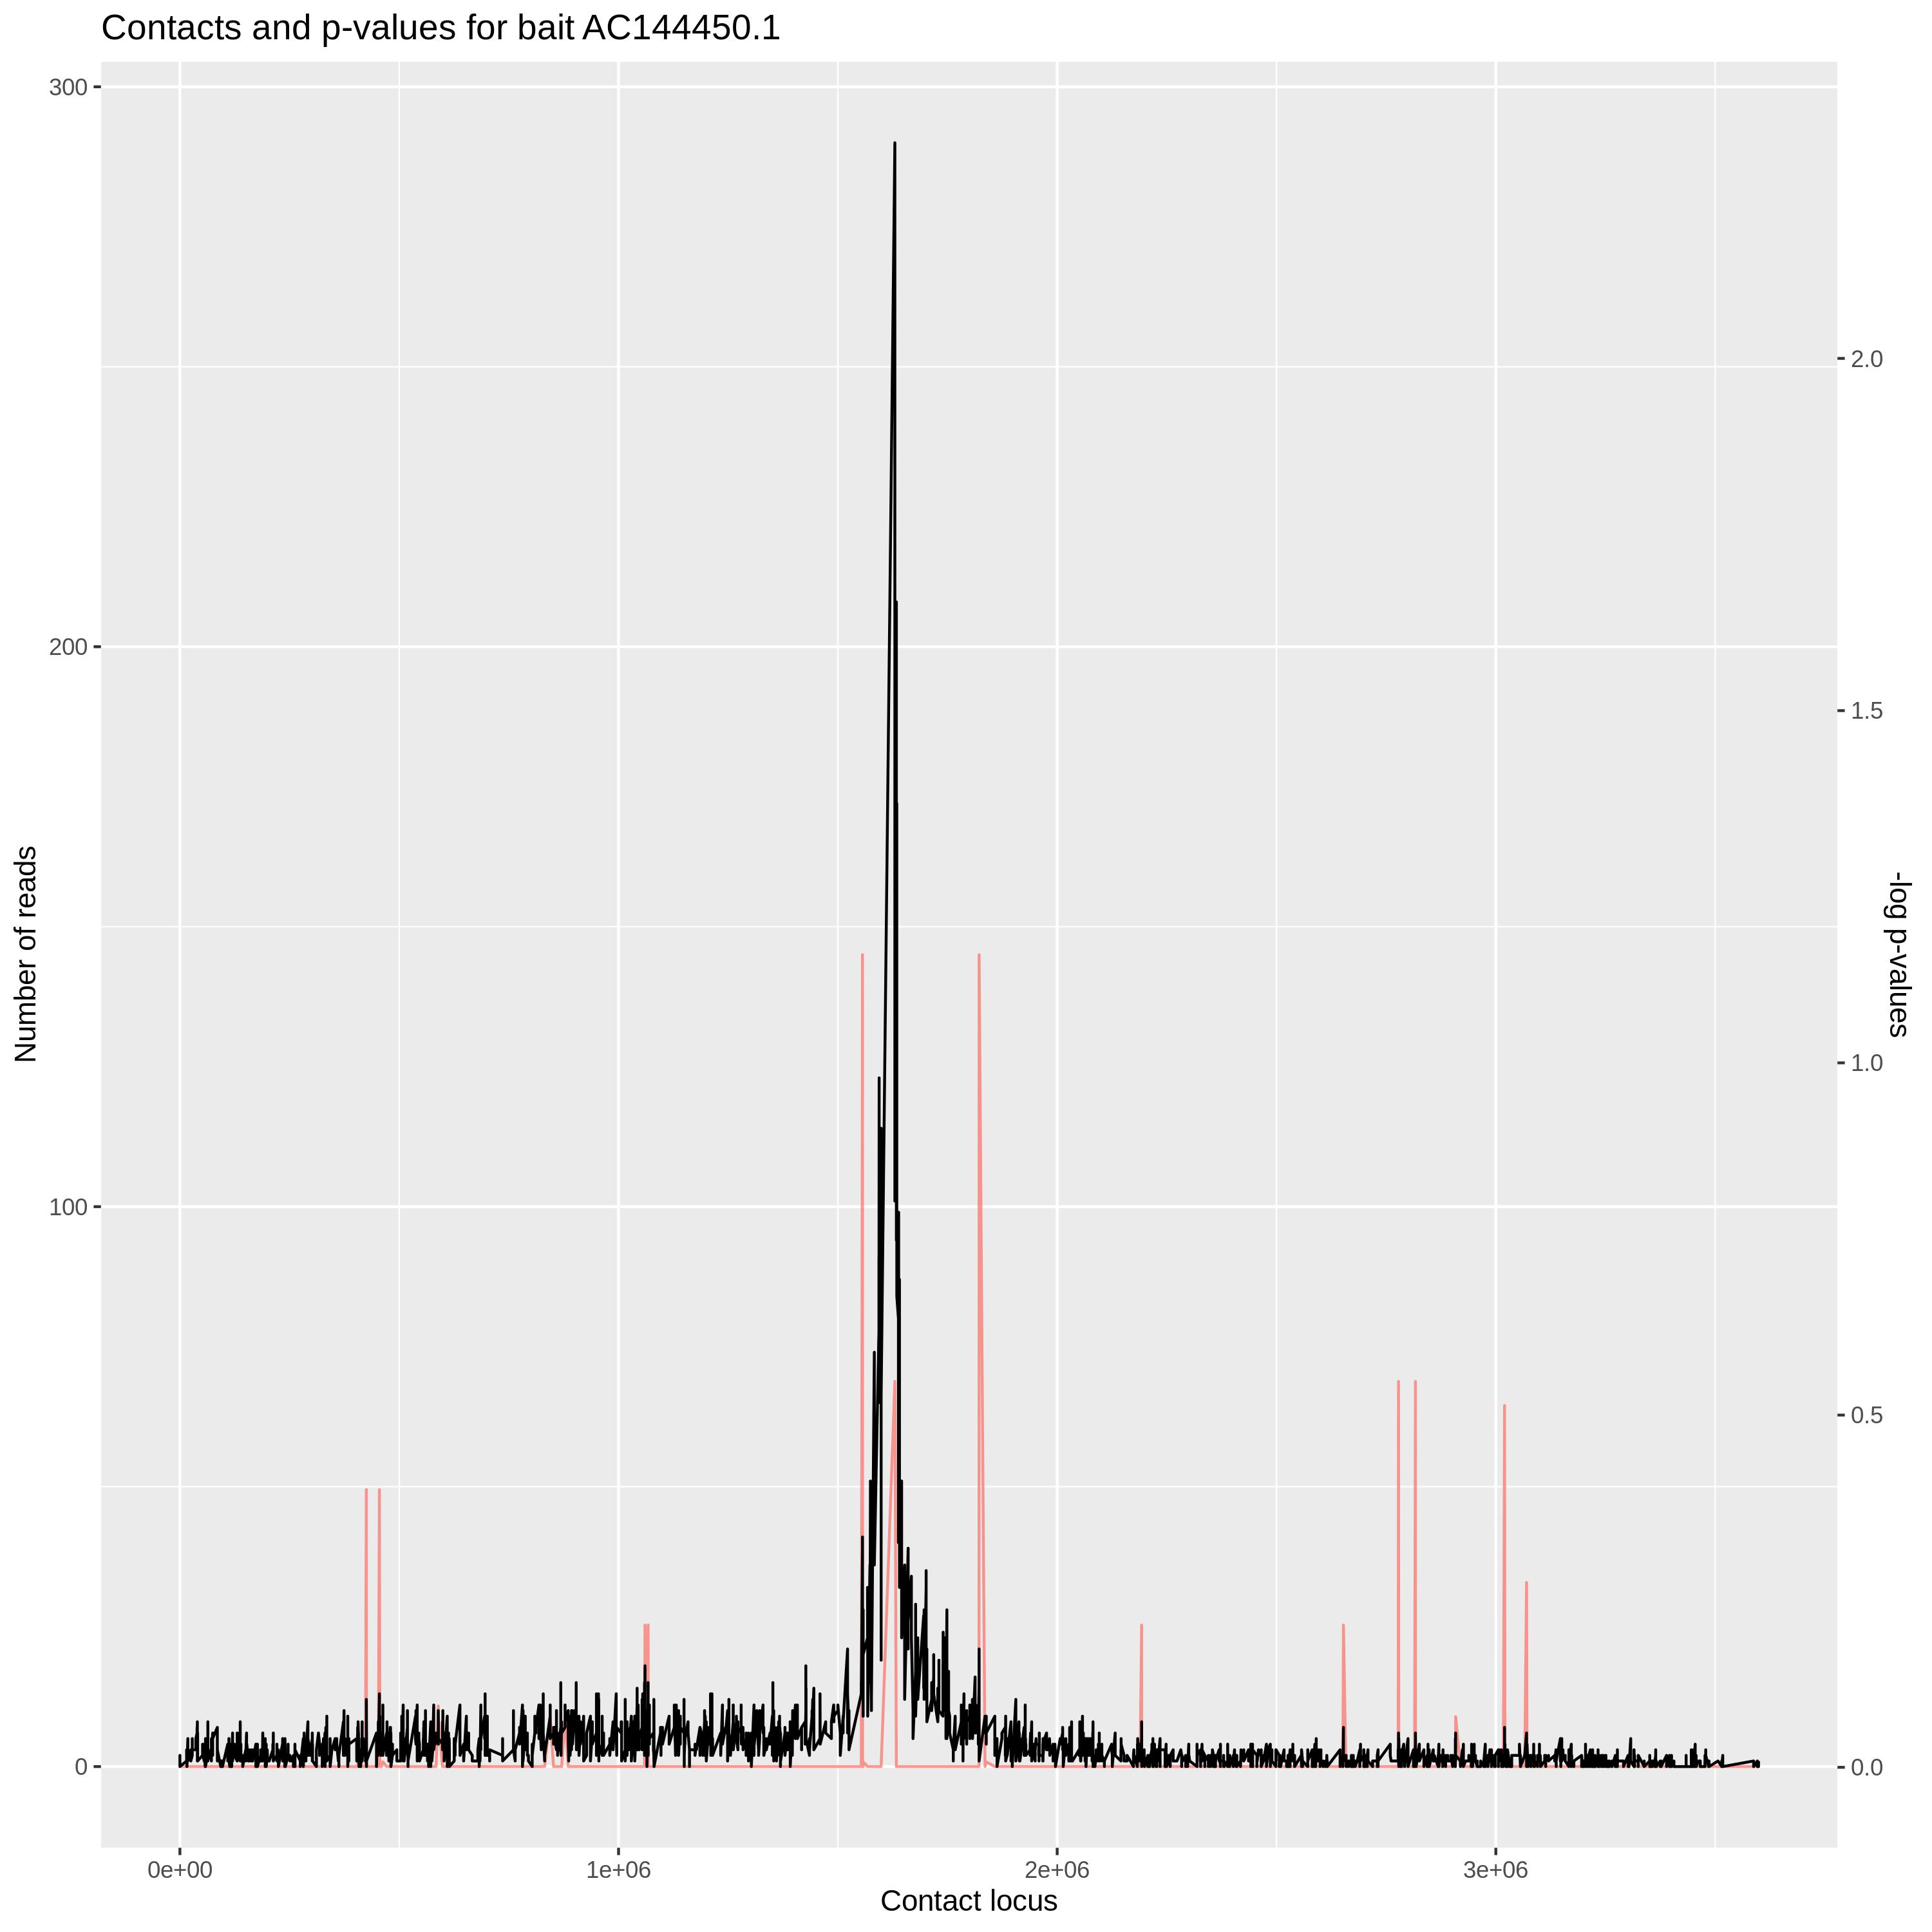 Contacts and p-values for bait AC144450.1
300
200
100
0
Number of reads
2.0
1.5
1.0
0.5
0.0
-log p-values
0e+00 1e+06 2e+06 3e+06
Contact locus